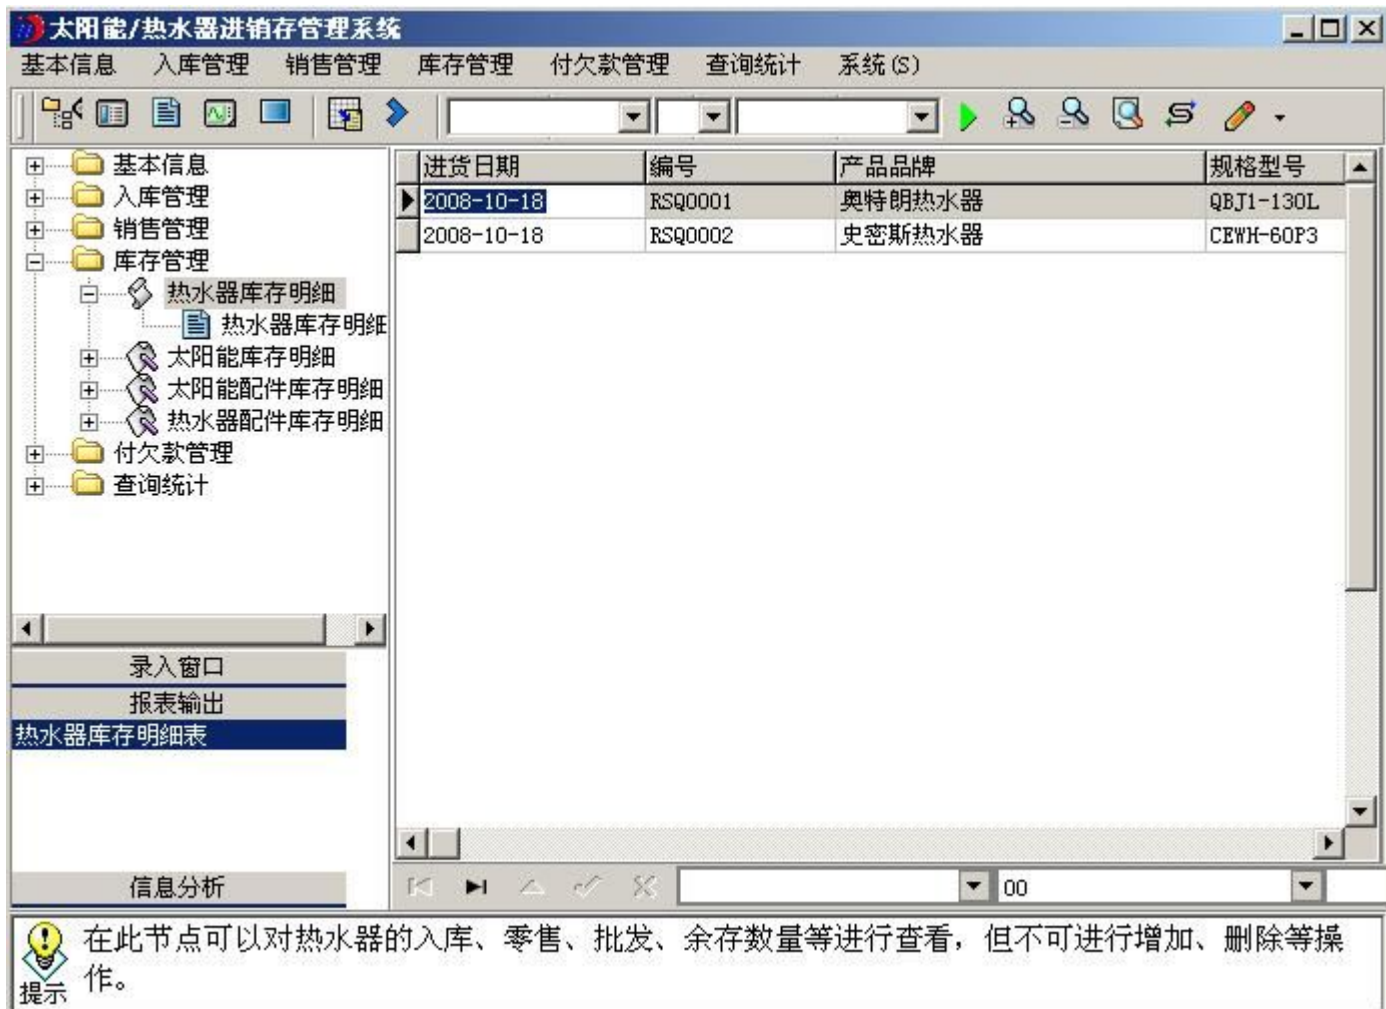 太阳能/热水器进销存管理系统
基本信息 入库管理 销售管理 库存管理 付欠款管理 查询统计 系统(S)
基本信息
入库管理
销售管理
库存管理
热水器库存明细
热水器库存明细
太阳能库存明细
太阳能配件库存明细
热水器配件库存明细
付欠款管理
查询统计
录入窗口
报表输出
热水器库存明细表
信息分析
进货日期 编号 产品品牌 规格型号
2008-10-18 RSQ0001 奥特朗热水器 QBJ1-130L
2008-10-18 RSQ0002 史密斯热水器 CEWH-60P3
00
在此节点可以对热水器的入库、零售、批发、余存数量等进行查看，但不可进行增加、删除等操
作。
提示